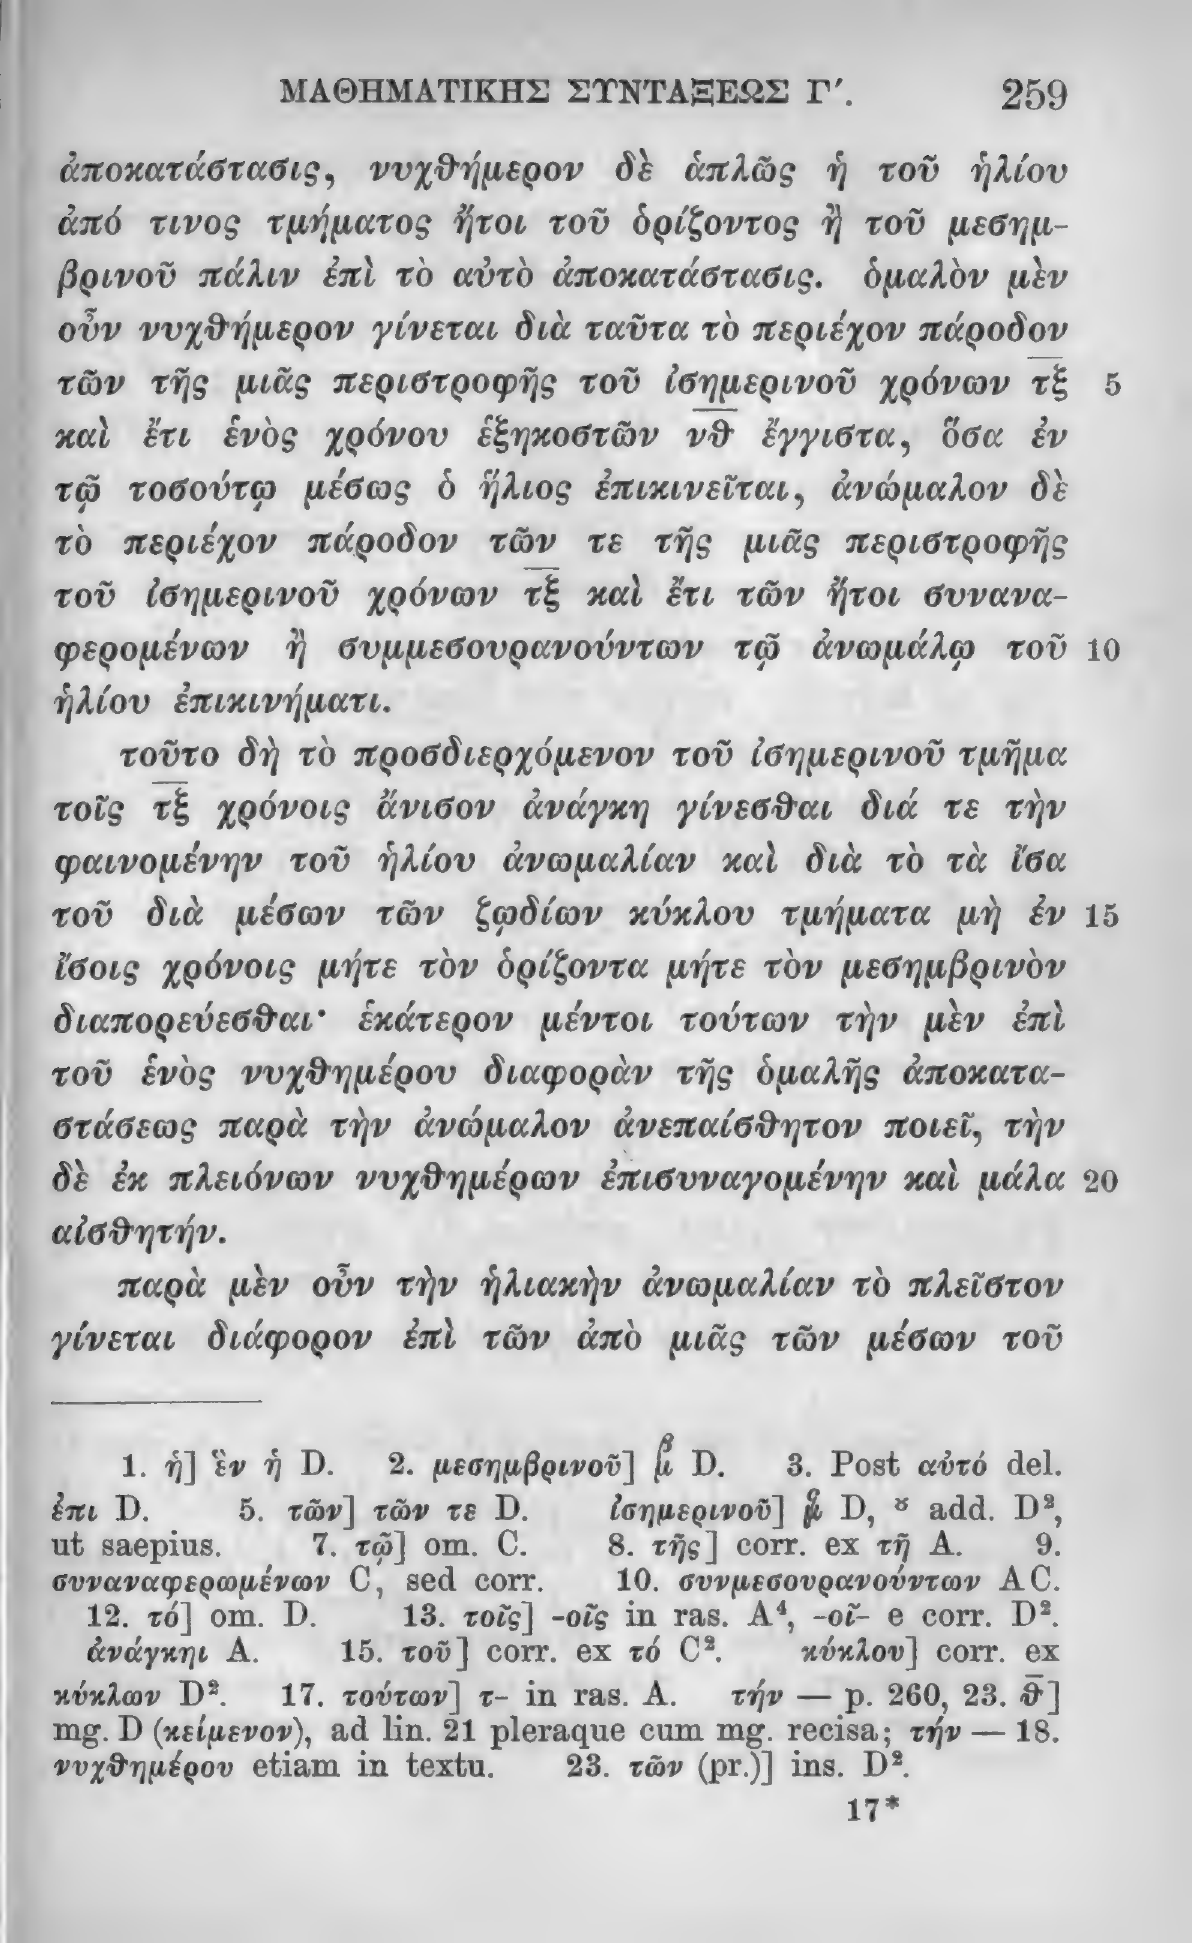 ΜΑΘΗΜΑΤΙΚΗΣ ΣΥΝΤΑΞΕΩΣ Γ′. 259
ἀποκατάστασις, νυχθήμερον δὲ ἁπλῶς ἡ τοῦ ἡλίου
ἀπό τινος τμήματος ἤτοι τοῦ ὁρίζοντος ἢ τοῦ μεσημ-
βρινοῦ πάλιν ἐπὶ τὸ αὐτὸ ἀποκατάστασις. ὁμαλὸν μὲν
οὖν νυχθήμερον γίνεται διὰ ταῦτα τὸ περιέχον πάροδον
τῶν τῆς μιᾶς περιστροφῆς τοῦ ἰσημερινοῦ χρόνων τ̅ξ̅ 5
καὶ ἔτι ἑνὸς χρόνου ἑξηκοστῶν ν̅θ̅ ἔγγιστα, ὅσα ἐν
τῷ τοσούτῳ μέσως ὁ ἥλιος ἐπικινεῖται, ἀνώμαλον δὲ
τὸ περιέχον πάροδον τῶν τε τῆς μιᾶς περιστροφῆς
τοῦ ἰσημερινοῦ χρόνων τ̅ξ̅ καὶ ἔτι τῶν ἤτοι συνανα-
φερομένων ἢ συμμεσουρανούντων τῷ ἀνωμάλῳ τοῦ 10
ἡλίου ἐπικινήματι.
τοῦτο δὴ τὸ προσδιερχόμενον τοῦ ἰσημερινοῦ τμῆμα
τοῖς τ̅ξ̅ χρόνοις ἄνισον ἀνάγκη γίνεσθαι διά τε τὴν
φαινομένην τοῦ ἡλίου ἀνωμαλίαν καὶ διὰ τὸ τὰ ἴσα
τοῦ διὰ μέσων τῶν ζῳδίων κύκλου τμήματα μὴ ἐν 15
ἴσοις χρόνοις μήτε τὸν ὁρίζοντα μήτε τὸν μεσημβρινὸν
διαπορεύεσθαι· ἑκάτερον μέντοι τούτων τὴν μὲν ἐπὶ
τοῦ ἑνὸς νυχθημέρου διαφορὰν τῆς ὁμαλῆς ἀποκατα-
στάσεως παρὰ τὴν ἀνώμαλον ἀνεπαίσθητον ποιεῖ, τὴν
δὲ ἐκ πλειόνων νυχθημέρων ἐπισυναγομένην καὶ μάλα 20
αἰσθητήν.
παρὰ μὲν οὖν τὴν ἡλιακὴν ἀνωμαλίαν τὸ πλεῖστον
γίνεται διάφορον ἐπὶ τῶν ἀπὸ μιᾶς τῶν μέσων τοῦ
1. ἡ] ἓν ἡ D. 2. μεσημβρινοῦ] μ̊ D. 3. Post αὐτό del.
ἐπι D. 5. τῶν] τῶν τε D. ἰσημερινοῦ] D, ᵒ add. D²,
ut saepius. 7. τῷ] om. C. 8. τῆς] corr. ex τῇ A. 9.
συναναφερωμένων C, sed corr. 10. συνμεσουρανούντων AC.
12. τό] om. D. 13. τοῖς] -οῖς in ras. A⁴, -οῖ- e corr. D².
ἀνάγκηι A. 15. τοῦ] corr. ex τό C². κύκλου] corr. ex
κύκλων D². 17. τούτων] τ- in ras. A. τήν — p. 260, 23. θ̅]
mg. D (κείμενον), ad lin. 21 pleraque cum mg. recisa; τήν — 18.
νυχθημέρου etiam in textu. 23. τῶν (pr.)] ins. D².
17*